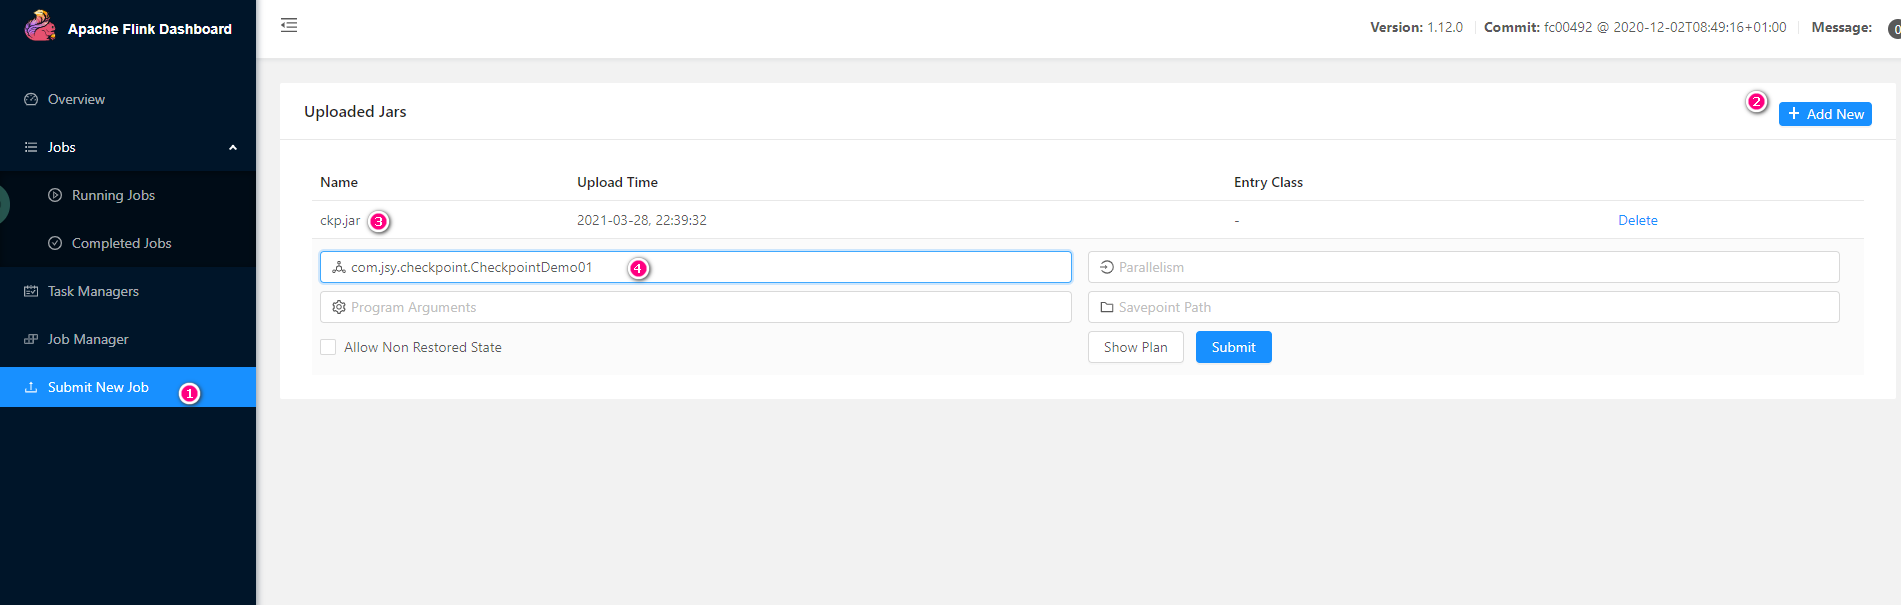 Apache Flink Dashboard
Version: 1.12.0 Commit: fc00492 @ 2020-12-02T08:49:16+01:00 Message: 0
Overview
Jobs
Running Jobs
Completed Jobs
Task Managers
Job Manager
Submit New Job 1
Uploaded Jars 2 + Add New
Name Upload Time Entry Class
ckp.jar 3 2021-03-28, 22:39:32 - Delete
com.jsy.checkpoint.CheckpointDemo01 4 Parallelism
Program Arguments Savepoint Path
Allow Non Restored State Show Plan Submit